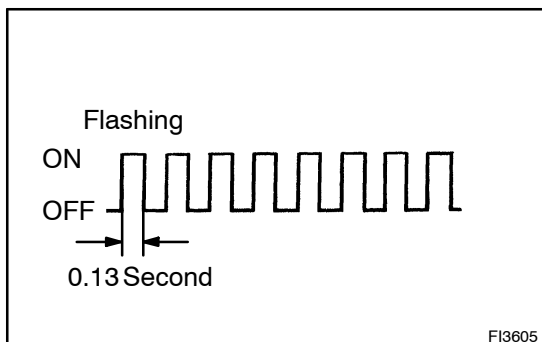 Flashing
ON
OFF
0.13 Second
FI3605